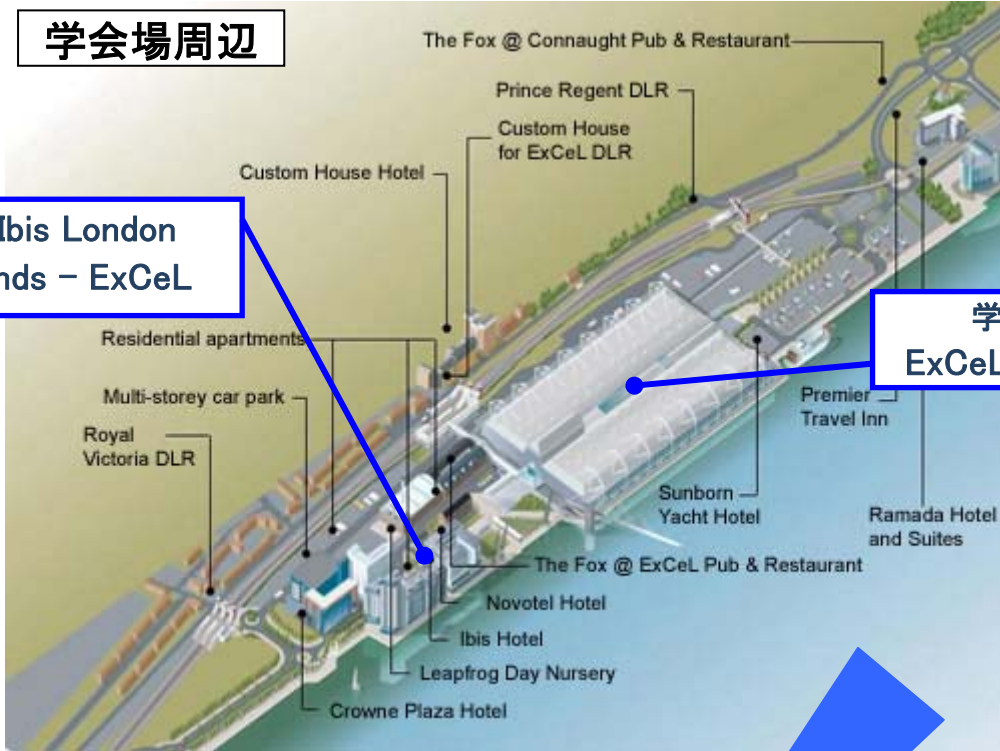 学会場周辺
The Fox @ Connaught Pub & Restaurant
Prince Regent DLR
Custom House
for ExCeL DLR
Custom House Hotel
Ibis London
nds – ExCeL
学
ExCeL
Residential apartments
Multi-storey car park
Royal
Victoria DLR
Premier
Travel Inn
Sunborn
Yacht Hotel
Ramada Hotel
and Suites
The Fox @ ExCeL Pub & Restaurant
Novotel Hotel
Ibis Hotel
Leapfrog Day Nursery
Crowne Plaza Hotel